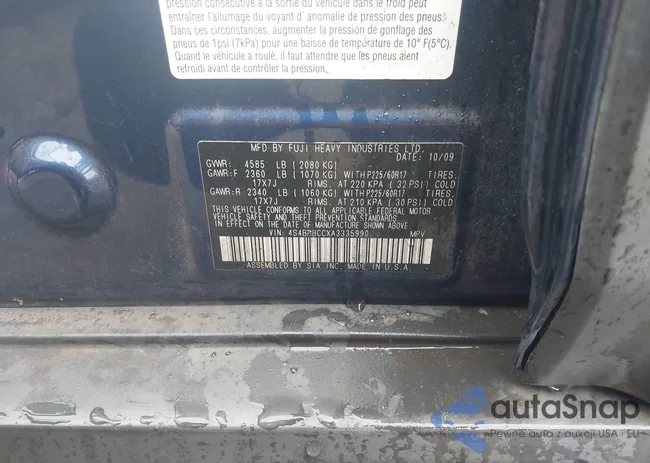 pression consécutive à la sortie du véhicule dans le froid peut
entraîner l'allumage du voyant d' anomalie de pression des pneus.
Dans ces circonstances, augmenter la pression de gonflage des
pneus de 1psi (7kPa) pour une baisse de température de 10° F(5°C).
Quand le véhicule a roulé, il faut que les pneus aient
refroidi avant de contrôler la pression.
MFD BY FUJI HEAVY INDUSTRIES LTD.
DATE: 10/09
GVWR: 4585 LB ( 2080 KG)
GAWR:F 2360 LB ( 1070 KG) WITH P225/60R17 TIRES,
17X7J RIMS, AT 220 KPA ( 32 PSI) COLD
GAWR:R 2340 LB ( 1060 KG) WITH P225/60R17 TIRES,
17X7J RIMS, AT 210 KPA ( 30 PSI) COLD
THIS VEHICLE CONFORMS TO ALL APPLICABLE FEDERAL MOTOR
VEHICLE SAFETY AND THEFT PREVENTION STANDARDS IN EFFECT
ON THE DATE OF MANUFACTURE SHOWN ABOVE.
VIN: MPV
ASSEMBLED BY SIA INC. MADE IN U.S.A.
autaSnap
Pewne auto z aukcji USA i EU